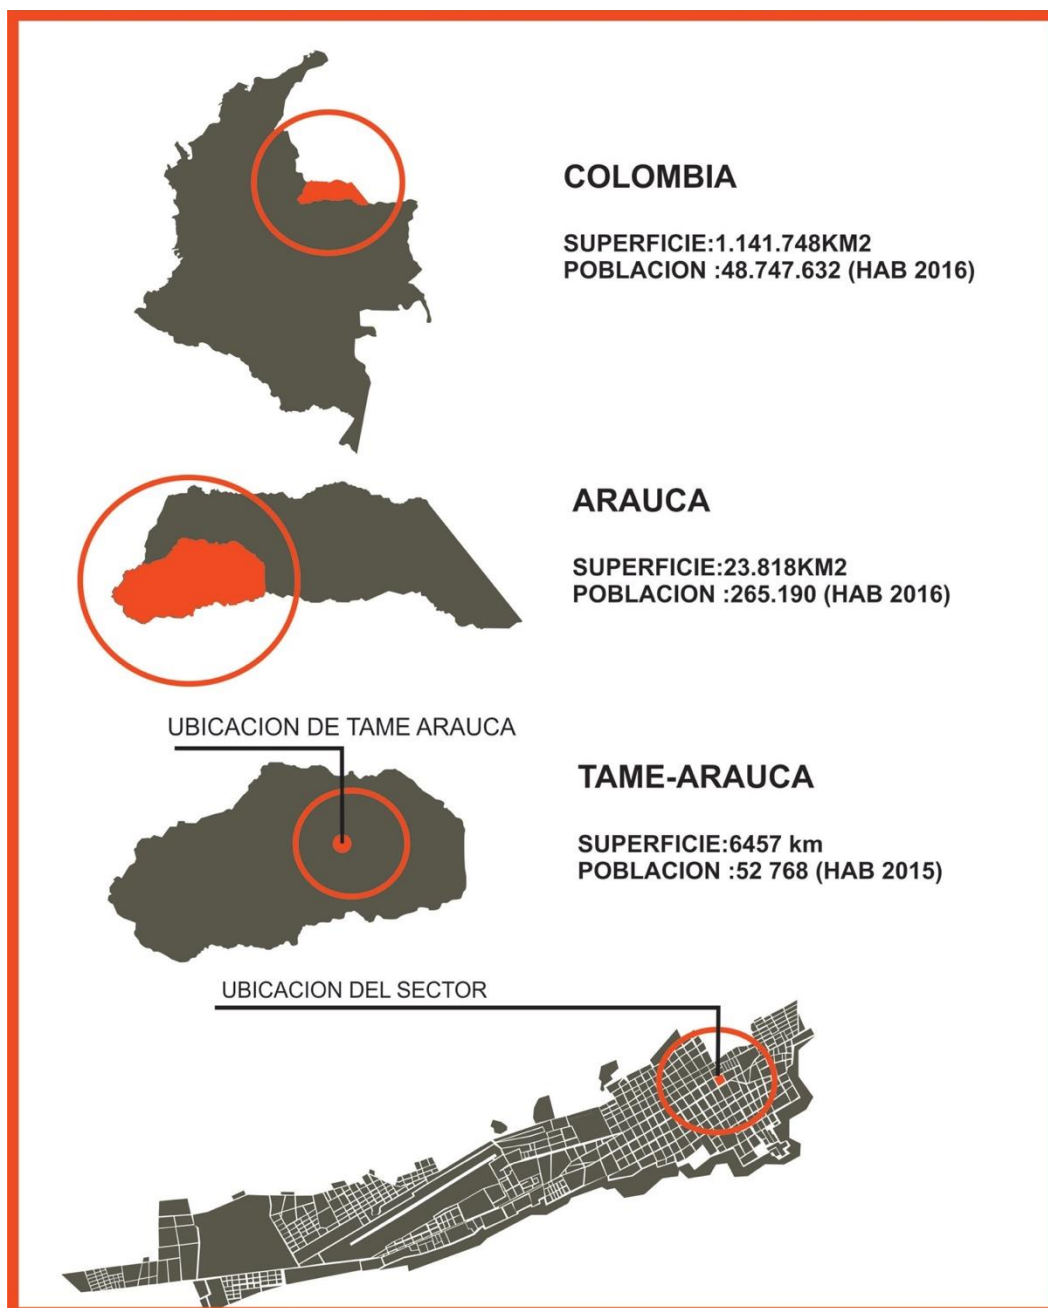 COLOMBIA
SUPERFICIE:1.141.748KM2
POBLACION :48.747.632 (HAB 2016)
ARAUCA
SUPERFICIE:23.818KM2
POBLACION :265.190 (HAB 2016)
UBICACION DE TAME ARAUCA
TAME-ARAUCA
SUPERFICIE:6457 km
POBLACION :52 768 (HAB 2015)
UBICACION DEL SECTOR